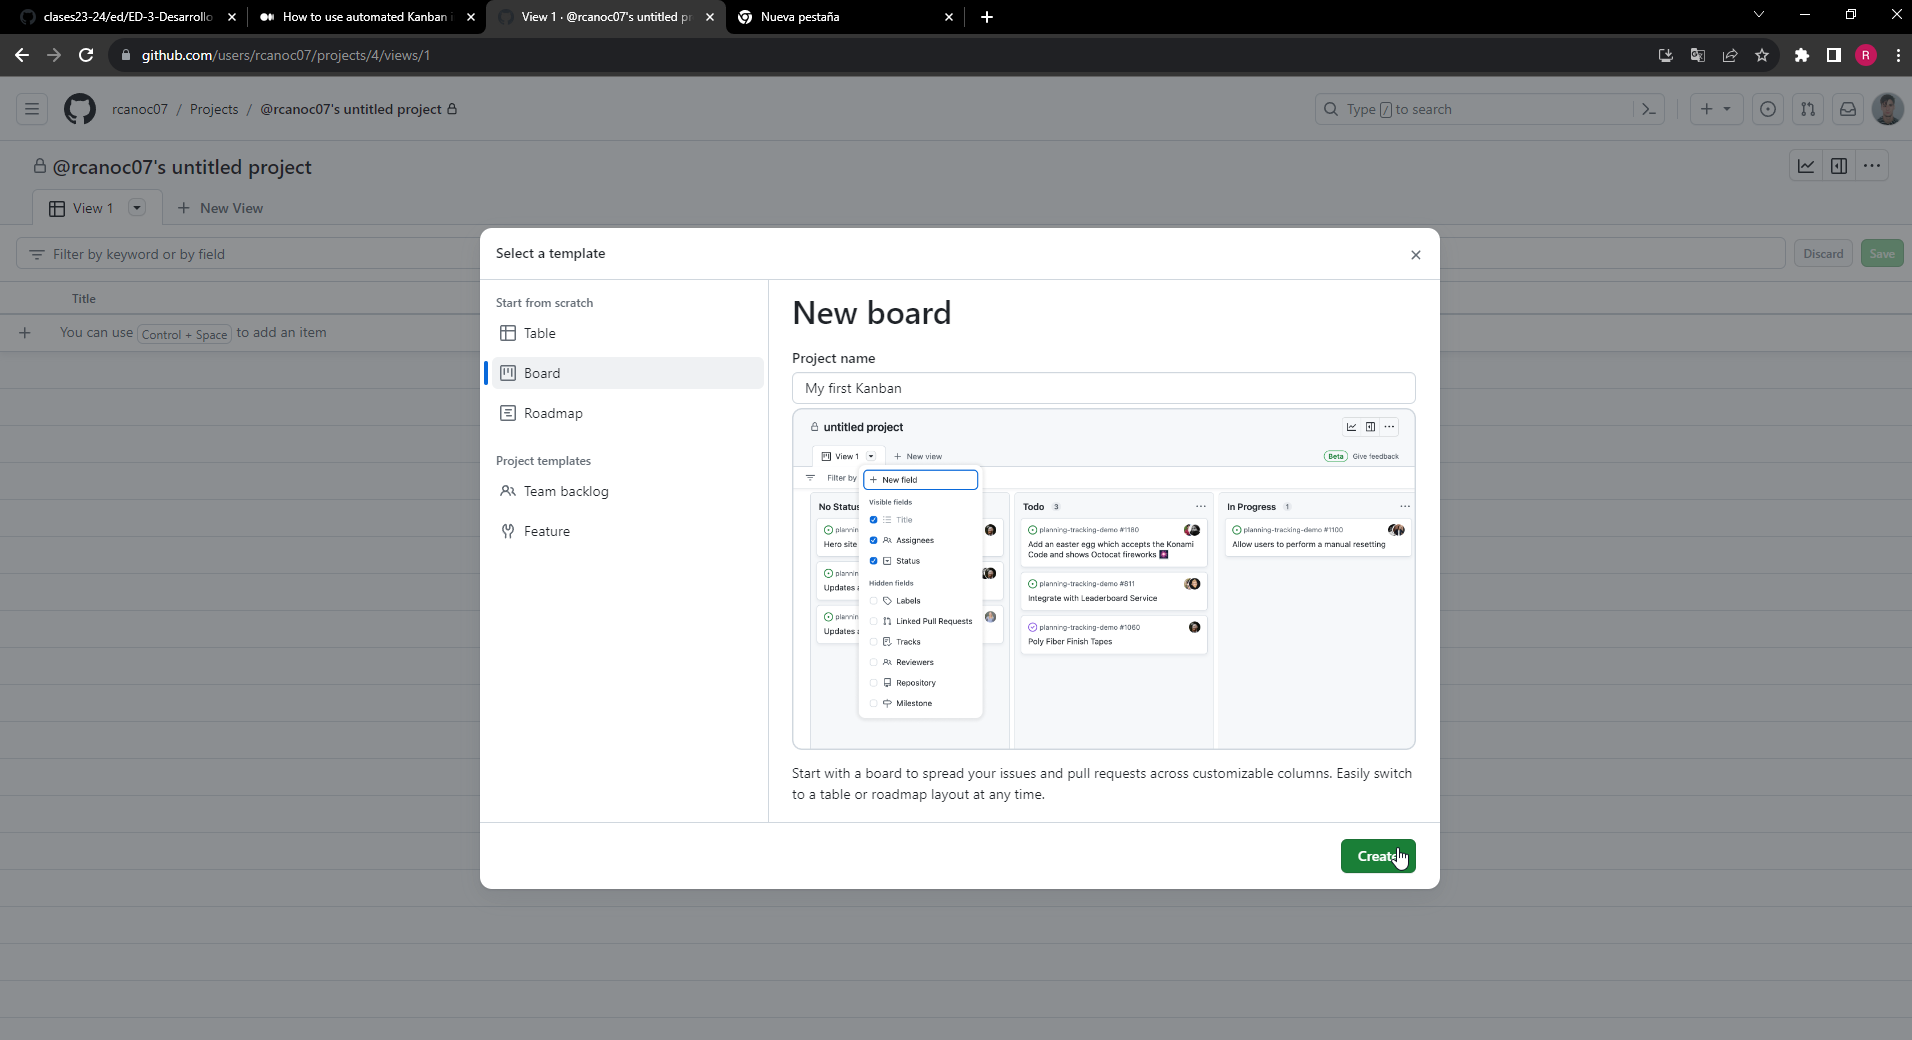 clases23-24/ed/ED-3-Desarrollo
How to use automated Kanban i
View 1 · @rcanoc07's untitled pr
Nueva pestaña
github.com/users/rcanoc07/projects/4/views/1
R
rcanoc07 / Projects / @rcanoc07's untitled project
Type / to search
@rcanoc07's untitled project
View 1
New View
Filter by keyword or by field
Discard
Save
Title
You can use Control + Space to add an item
Select a template
Start from scratch
Table
Board
Roadmap
Project templates
Team backlog
Feature
New board
Project name
My first Kanban
untitled project
View 1
New view
Beta Give feedback
Filter by
New field
Visible fields
Title
Assignees
Status
Hidden fields
Labels
Linked Pull Requests
Tracks
Reviewers
Repository
Milestone
No Status
plannin
Hero site
plannin
Updates a
plannin
Updates a
Todo 3
planning-tracking-demo #1180
Add an easter egg which accepts the Konami
Code and shows Octocat fireworks
planning-tracking-demo #811
Integrate with Leaderboard Service
planning-tracking-demo #1060
Poly Fiber Finish Tapes
In Progress 1
planning-tracking-demo #1100
Allow users to perform a manual resetting
Start with a board to spread your issues and pull requests across customizable columns. Easily switch
to a table or roadmap layout at any time.
Create